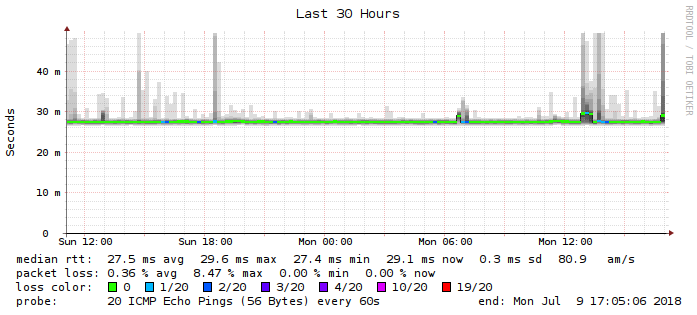 Last 30 Hours
RRDTOOL / TOBI OETIKER
Seconds
40 m
30 m
20 m
10 m
0
Sun 12:00 Sun 18:00 Mon 00:00 Mon 06:00 Mon 12:00
median rtt: 27.5 ms avg 29.6 ms max 27.4 ms min 29.1 ms now 0.3 ms sd 80.9 am/s
packet loss: 0.36 % avg 8.47 % max 0.00 % min 0.00 % now
loss color: 0 1/20 2/20 3/20 4/20 10/20 19/20
probe: 20 ICMP Echo Pings (56 Bytes) every 60s end: Mon Jul 9 17:05:06 2018